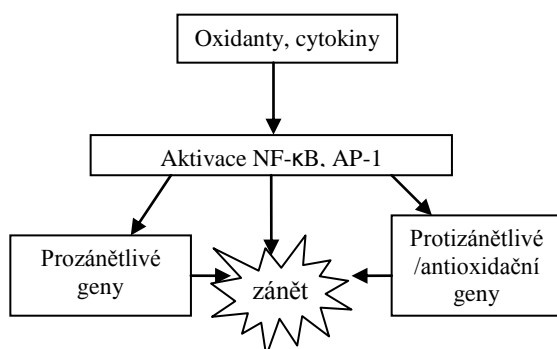 Oxidanty, cytokiny
Aktivace NF-κB, AP-1
Prozánětlivé
geny
zánět
Protizánětlivé
/antioxidační
geny